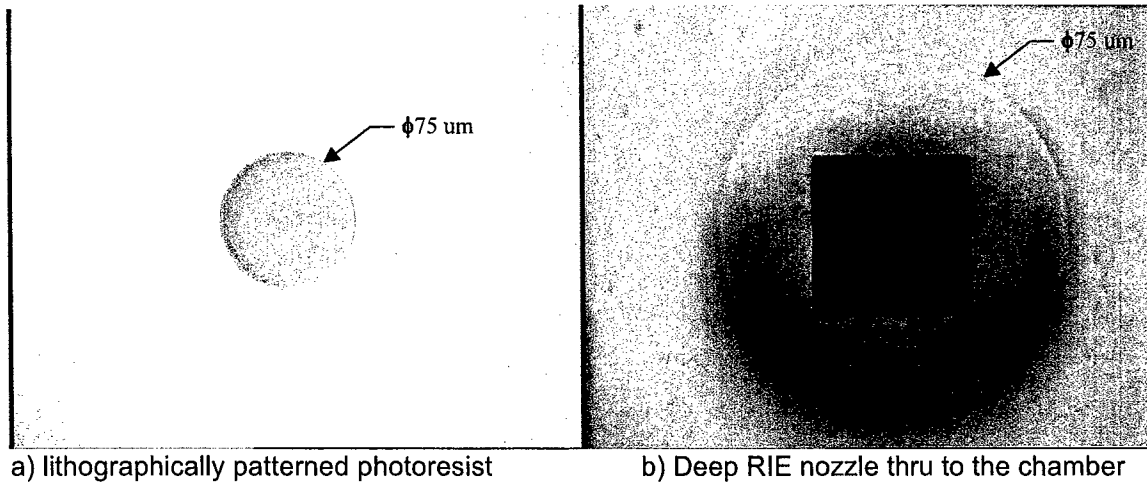 ϕ75 um
ϕ75 um
a) lithographically patterned photoresist
b) Deep RIE nozzle thru to the chamber